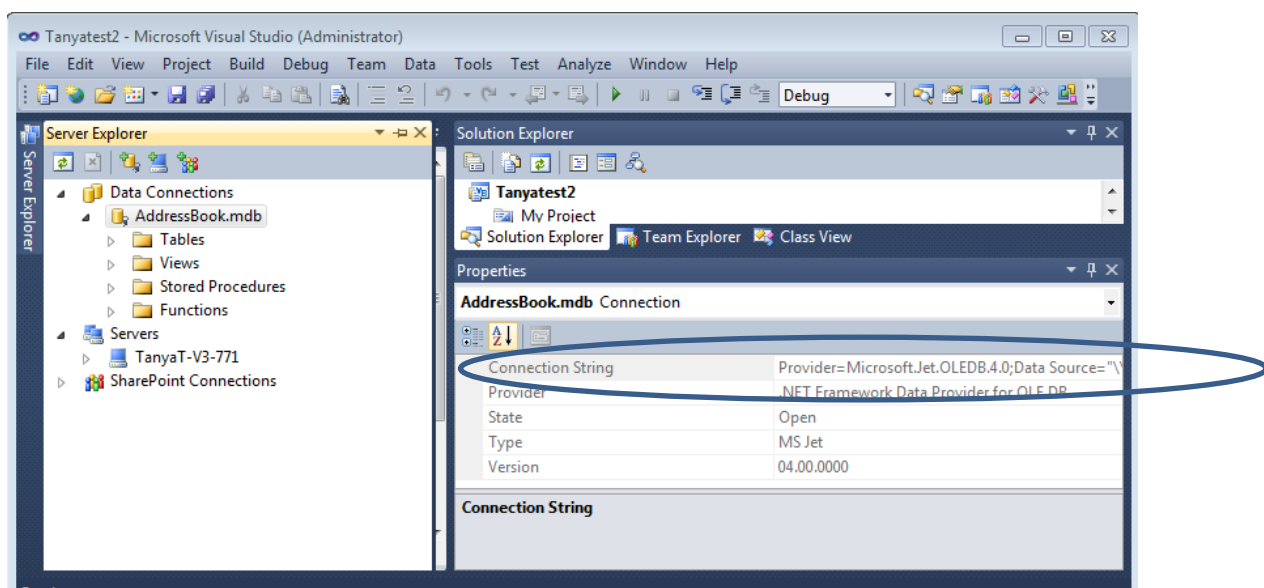 Tanyatest2 - Microsoft Visual Studio (Administrator)
File Edit View Project Build Debug Team Data Tools Test Analyze Window Help
Debug
Server Explorer
Server Explorer
Data Connections
AddressBook.mdb
Tables
Views
Stored Procedures
Functions
Servers
TanyaT-V3-771
SharePoint Connections
Solution Explorer
Tanyatest2
My Project
Solution Explorer Team Explorer Class View
Properties
AddressBook.mdb Connection
Connection String Provider=Microsoft.Jet.OLEDB.4.0;Data Source="\
Provider .NET Framework Data Provider for OLE DB
State Open
Type MS Jet
Version 04.00.0000
Connection String